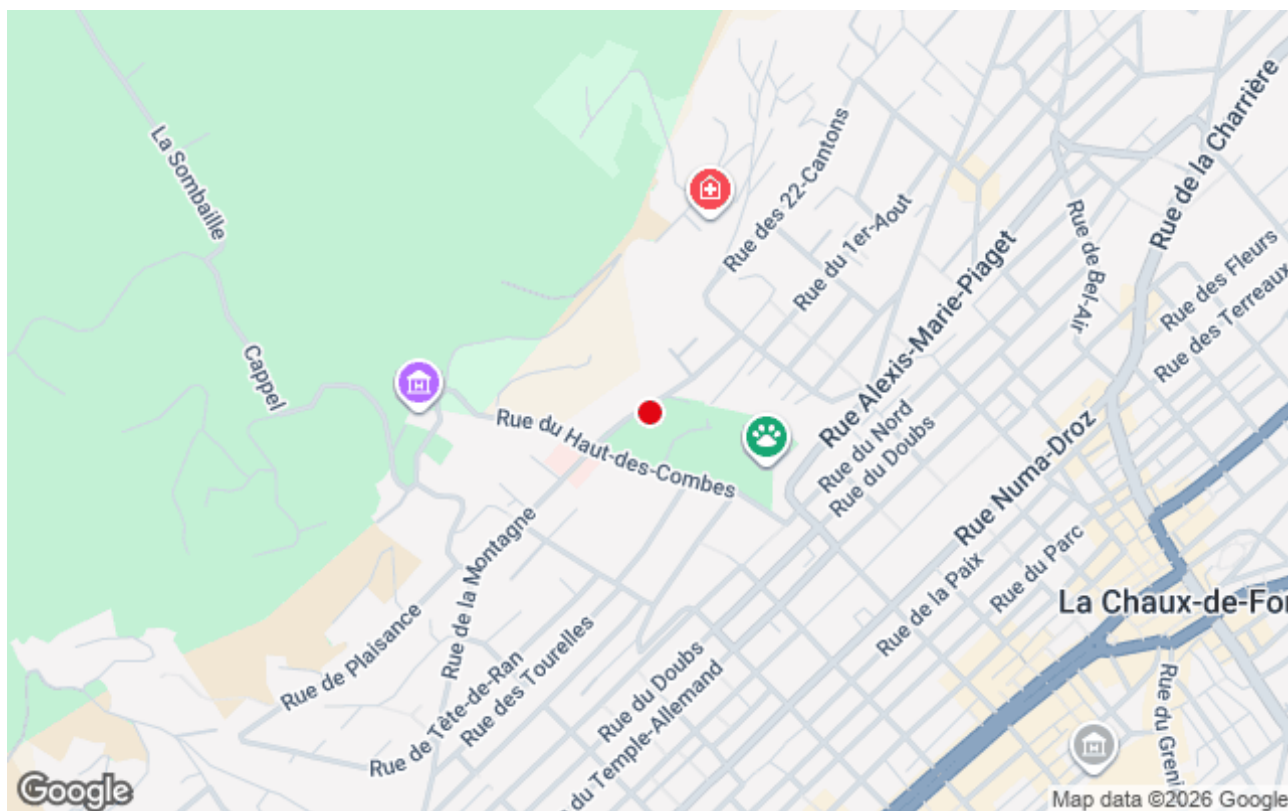 La Sombaille
Cappel
Rue des 22-Cantons
Rue du 1er-Aout
Rue de la Charrière
Rue de Bel-Air
Rue des Fleurs
Rue des Terreaux
Rue Alexis-Marie-Piaget
Rue du Nord
Rue du Doubs
Rue du Haut-des-Combes
Rue Numa-Droz
Rue du Parc
Rue de la Paix
La Chaux-de-For
Rue de la Montagne
Rue de Plaisance
Rue de Tête-de-Ran
Rue des Tourelles
Rue du Doubs
du Temple-Allemand
Rue du Greni
Google
Map data ©2026 Google